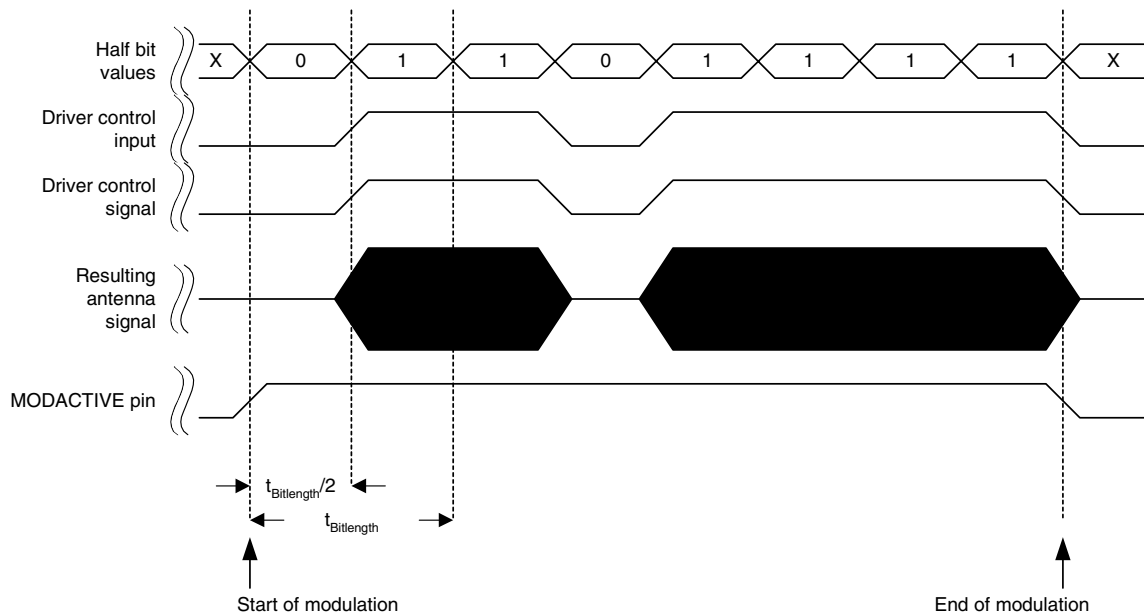 Half bit
values
X 0 1 1 0 1 1 1 1 X
Driver control
input
Driver control
signal
Resulting
antenna
signal
MODACTIVE pin
tBitlength/2
tBitlength
Start of modulation
End of modulation